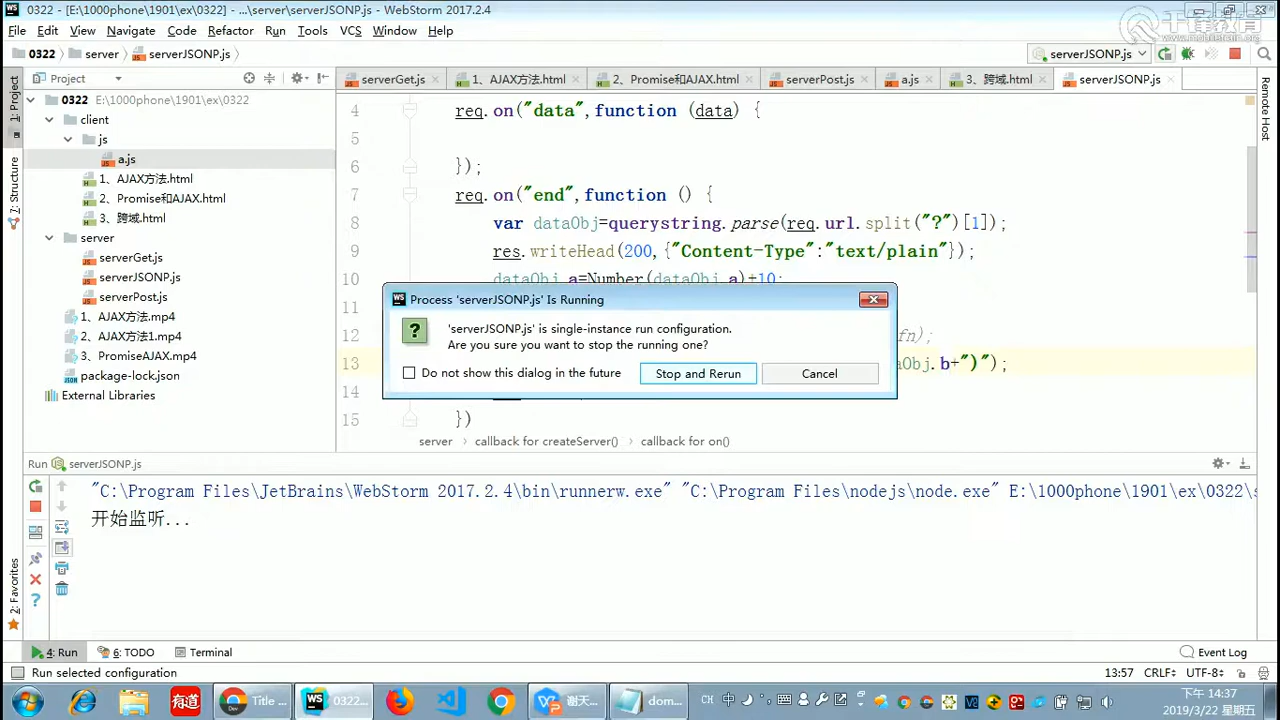 0322 - [E:\1000phone\1901\ex\0322] - ...\server\serverJSONP.js - WebStorm 2017.2.4
千锋教育
www.mobiletrain.org
File Edit View Navigate Code Refactor Run Tools VCS Window Help
0322 server serverJSONP.js
serverJSONP.js
Project
serverGet.js 1、AJAX方法.html 2、Promise和AJAX.html serverPost.js a.js 3、跨域.html serverJSONP.js
1: Project
Structure
2: Favorites
Remote Host
0322 E:\1000phone\1901\ex\0322
client
js
a.js
1、AJAX方法.html
2、Promise和AJAX.html
3、跨域.html
server
serverGet.js
serverJSONP.js
serverPost.js
1、AJAX方法.mp4
2、AJAX方法1.mp4
3、PromiseAJAX.mp4
package-lock.json
External Libraries
4 req.on("data",function (data) {
5
6 });
7 req.on("end",function () {
8 var dataObj=querystring.parse(req.url.split("?")[1]);
9 res.writeHead(200,{"Content-Type":"text/plain"});
10 dataObj.a=Number(dataObj.a)+10;
11
12 fn);
13 aObj.b+")");
14
15 })
Process 'serverJSONP.js' Is Running
'serverJSONP.js' is single-instance run configuration.
Are you sure you want to stop the running one?
Do not show this dialog in the future
Stop and Rerun
Cancel
server callback for createServer() callback for on()
Run serverJSONP.js
"C:\Program Files\JetBrains\WebStorm 2017.2.4\bin\runnerw.exe" "C:\Program Files\nodejs\node.exe" E:\1000phone\1901\ex\0322\s
开始监听...
4: Run 6: TODO Terminal Event Log
Run selected configuration 13:57 CRLF UTF-8
有道 Title ... 0322... 谢天... dom... CH 中
下午 14:37
2019/3/22 星期五